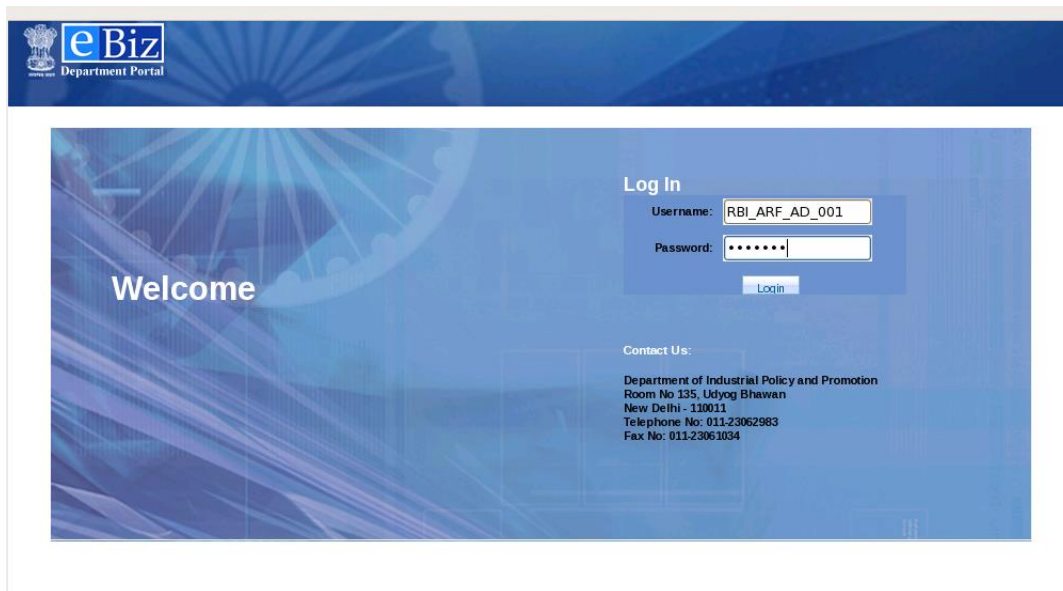 eBiz
Department Portal
Log In
Username: RBI_ARF_AD_001
Password: •••••••
Login
Welcome
Contact Us:
Department of Industrial Policy and Promotion
Room No 135, Udyog Bhawan
New Delhi - 110011
Telephone No: 011-23062983
Fax No: 011-23061034